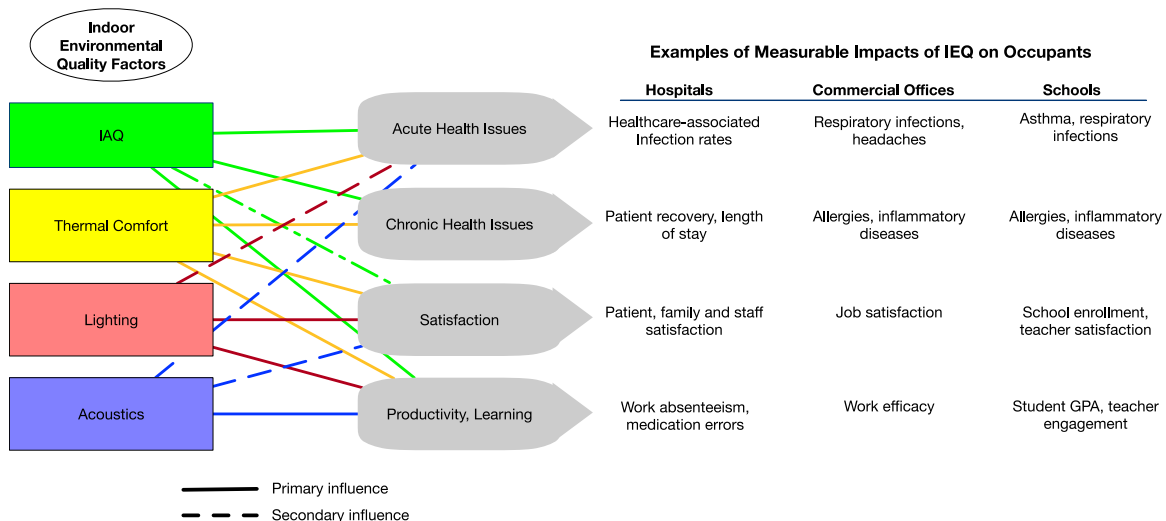 Indoor
Environmental
Quality Factors
Examples of Measurable Impacts of IEQ on Occupants
Hospitals
Commercial Offices
Schools
IAQ
Acute Health Issues
Healthcare-associated
Infection rates
Respiratory infections,
headaches
Asthma, respiratory
infections
Thermal Comfort
Chronic Health Issues
Patient recovery, length
of stay
Allergies, inflammatory
diseases
Allergies, inflammatory
diseases
Lighting
Satisfaction
Patient, family and staff
satisfaction
Job satisfaction
School enrollment,
teacher satisfaction
Acoustics
Productivity, Learning
Work absenteeism,
medication errors
Work efficacy
Student GPA, teacher
engagement
Primary influence
Secondary influence